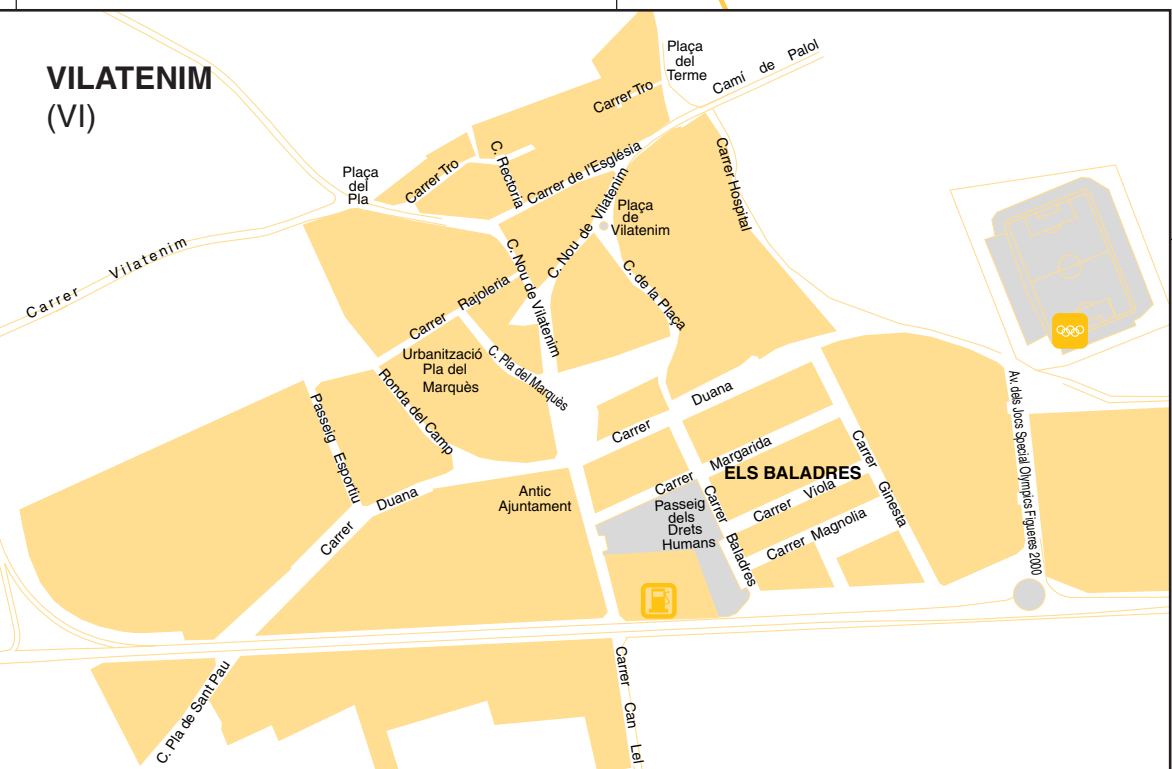 VILATENIM
(VI)
Plaça
del
Terme
Camí de Palol
Carrer Tro
C. Rectoria
Carrer de l'Església
Carrer Hospital
Plaça
del
Pla
Carrer Tro
C. Nou de Vilatenim
Plaça
de
Vilatenim
Carrer Vilatenim
C. Nou de Vilatenim
C. de la Plaça
Carrer Rajoleria
Urbanització
Pla del
Marquès
C. Pla del Marquès
Ronda del Camp
Passeig Esportiu
Carrer Duana
Carrer Duana
Carrer Margarida
ELS BALADRES
Carrer Viola
Carrer Magnolia
Carrer Ginesta
Carrer Baladres
Antic
Ajuntament
Passeig
dels
Drets
Humans
Av. dels Jocs Special Olympics Figueres 2000
C. Pla de Sant Pau
Carrer Can Lel